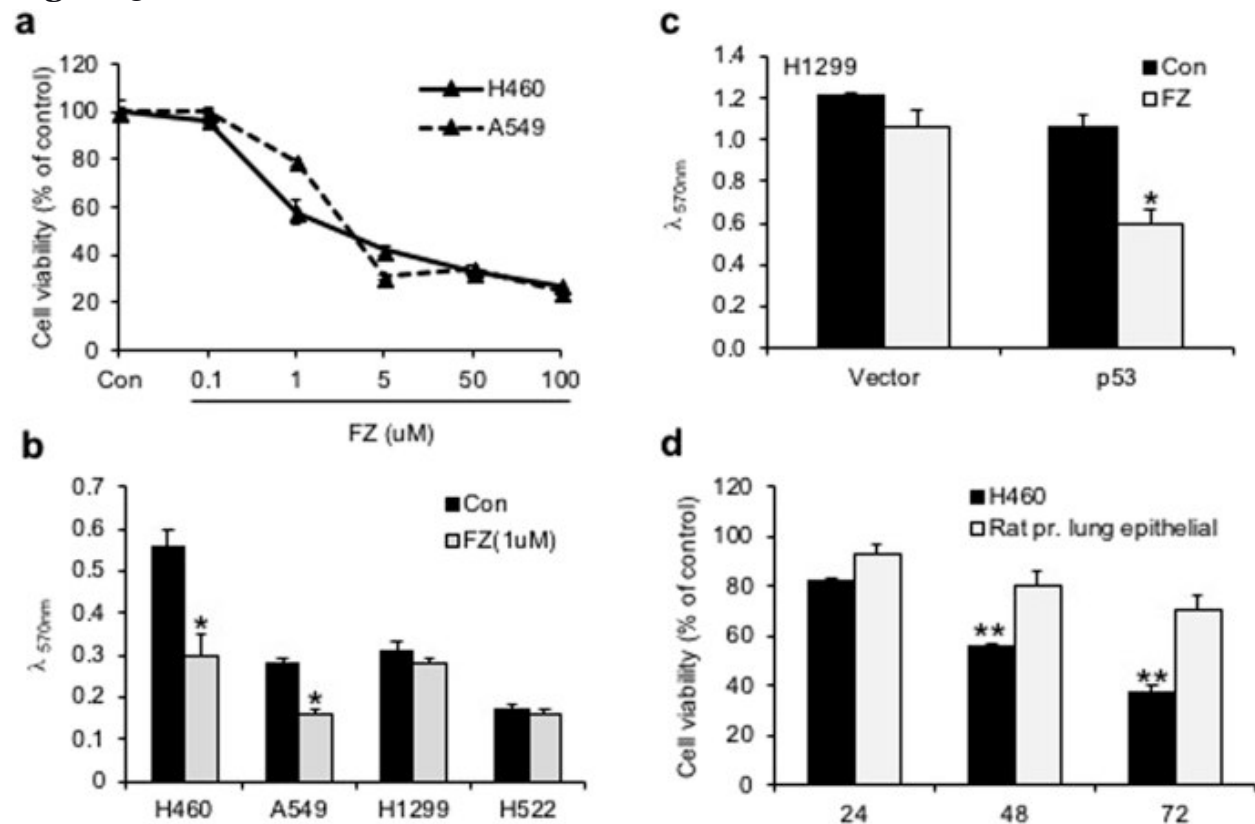 a
Cell viability (% of control)
120
100
80
60
40
20
0
H460
A549
Con 0.1 1 5 50 100
FZ (uM)
c
λ 570nm
1.4
1.2
1.0
0.8
0.6
0.4
0.2
0.0
H1299
Con
FZ
*
Vector p53
b
λ 570nm
0.7
0.6
0.5
0.4
0.3
0.2
0.1
0
Con
FZ(1uM)
*
*
H460 A549 H1299 H522
d
Cell viability (% of control)
120
100
80
60
40
20
0
H460
Rat pr. lung epithelial
**
**
24 48 72